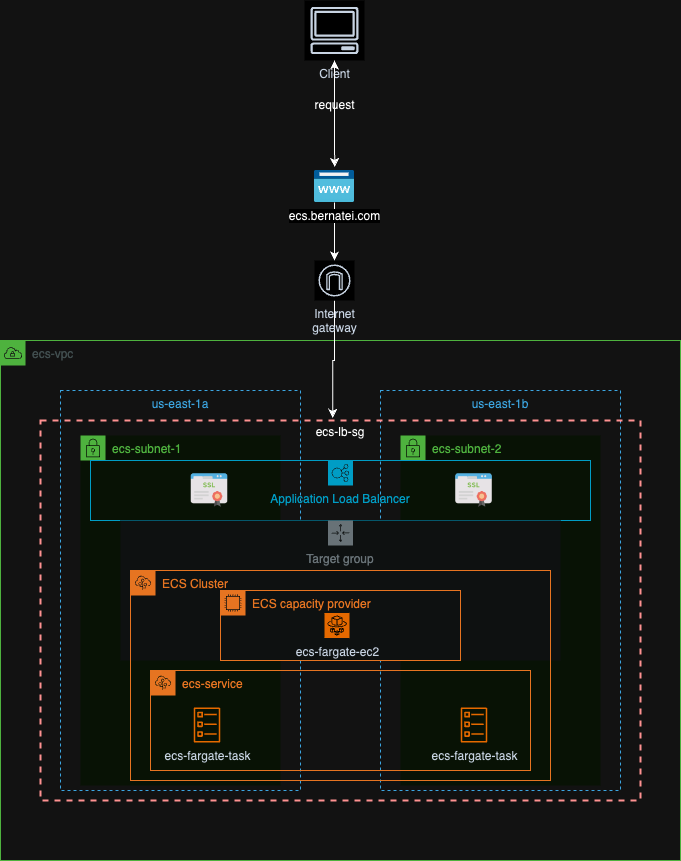 Client
request
www
ecs.bernatei.com
Internet
gateway
ecs-vpc
us-east-1a
us-east-1b
ecs-lb-sg
ecs-subnet-1
ecs-subnet-2
SSL
SSL
Application Load Balancer
Target group
ECS Cluster
ECS capacity provider
ecs-fargate-ec2
ecs-service
ecs-fargate-task
ecs-fargate-task